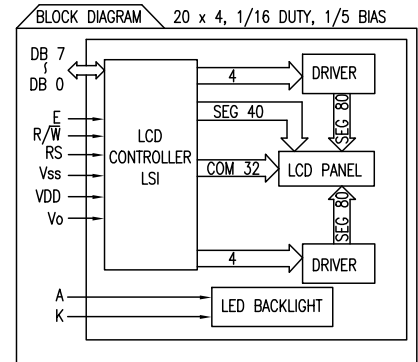 BLOCK DIAGRAM 20 x 4, 1/16 DUTY, 1/5 BIAS
DB 7
~
DB 0
E
R/W̅
RS
Vss
VDD
Vo
LCD
CONTROLLER
LSI
4
SEG 40
COM 32
4
DRIVER
SEG 80
LCD PANEL
SEG 80
DRIVER
A
K
LED BACKLIGHT